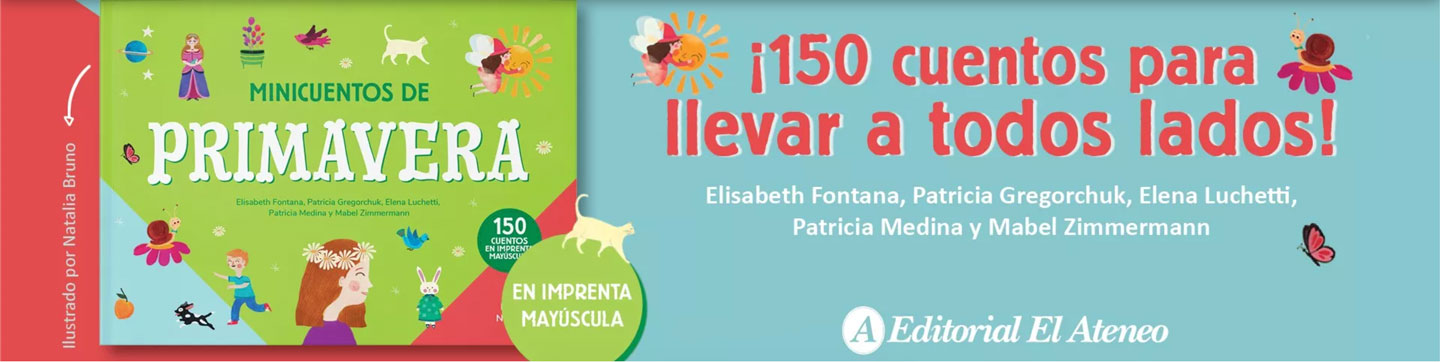 Ilustrado por Natalia Bruno
MINICUENTOS DE
PRIMAVERA
Elisabeth Fontana, Patricia Gregorchuk, Elena Luchetti,
Patricia Medina y Mabel Zimmermann
150
CUENTOS
EN IMPRENTA
EN IMPRENTA
MAYÚSCULA
¡150 cuentos para
llevar a todos lados!
Elisabeth Fontana, Patricia Gregorchuk, Elena Luchetti,
Patricia Medina y Mabel Zimmermann
A Editorial El Ateneo